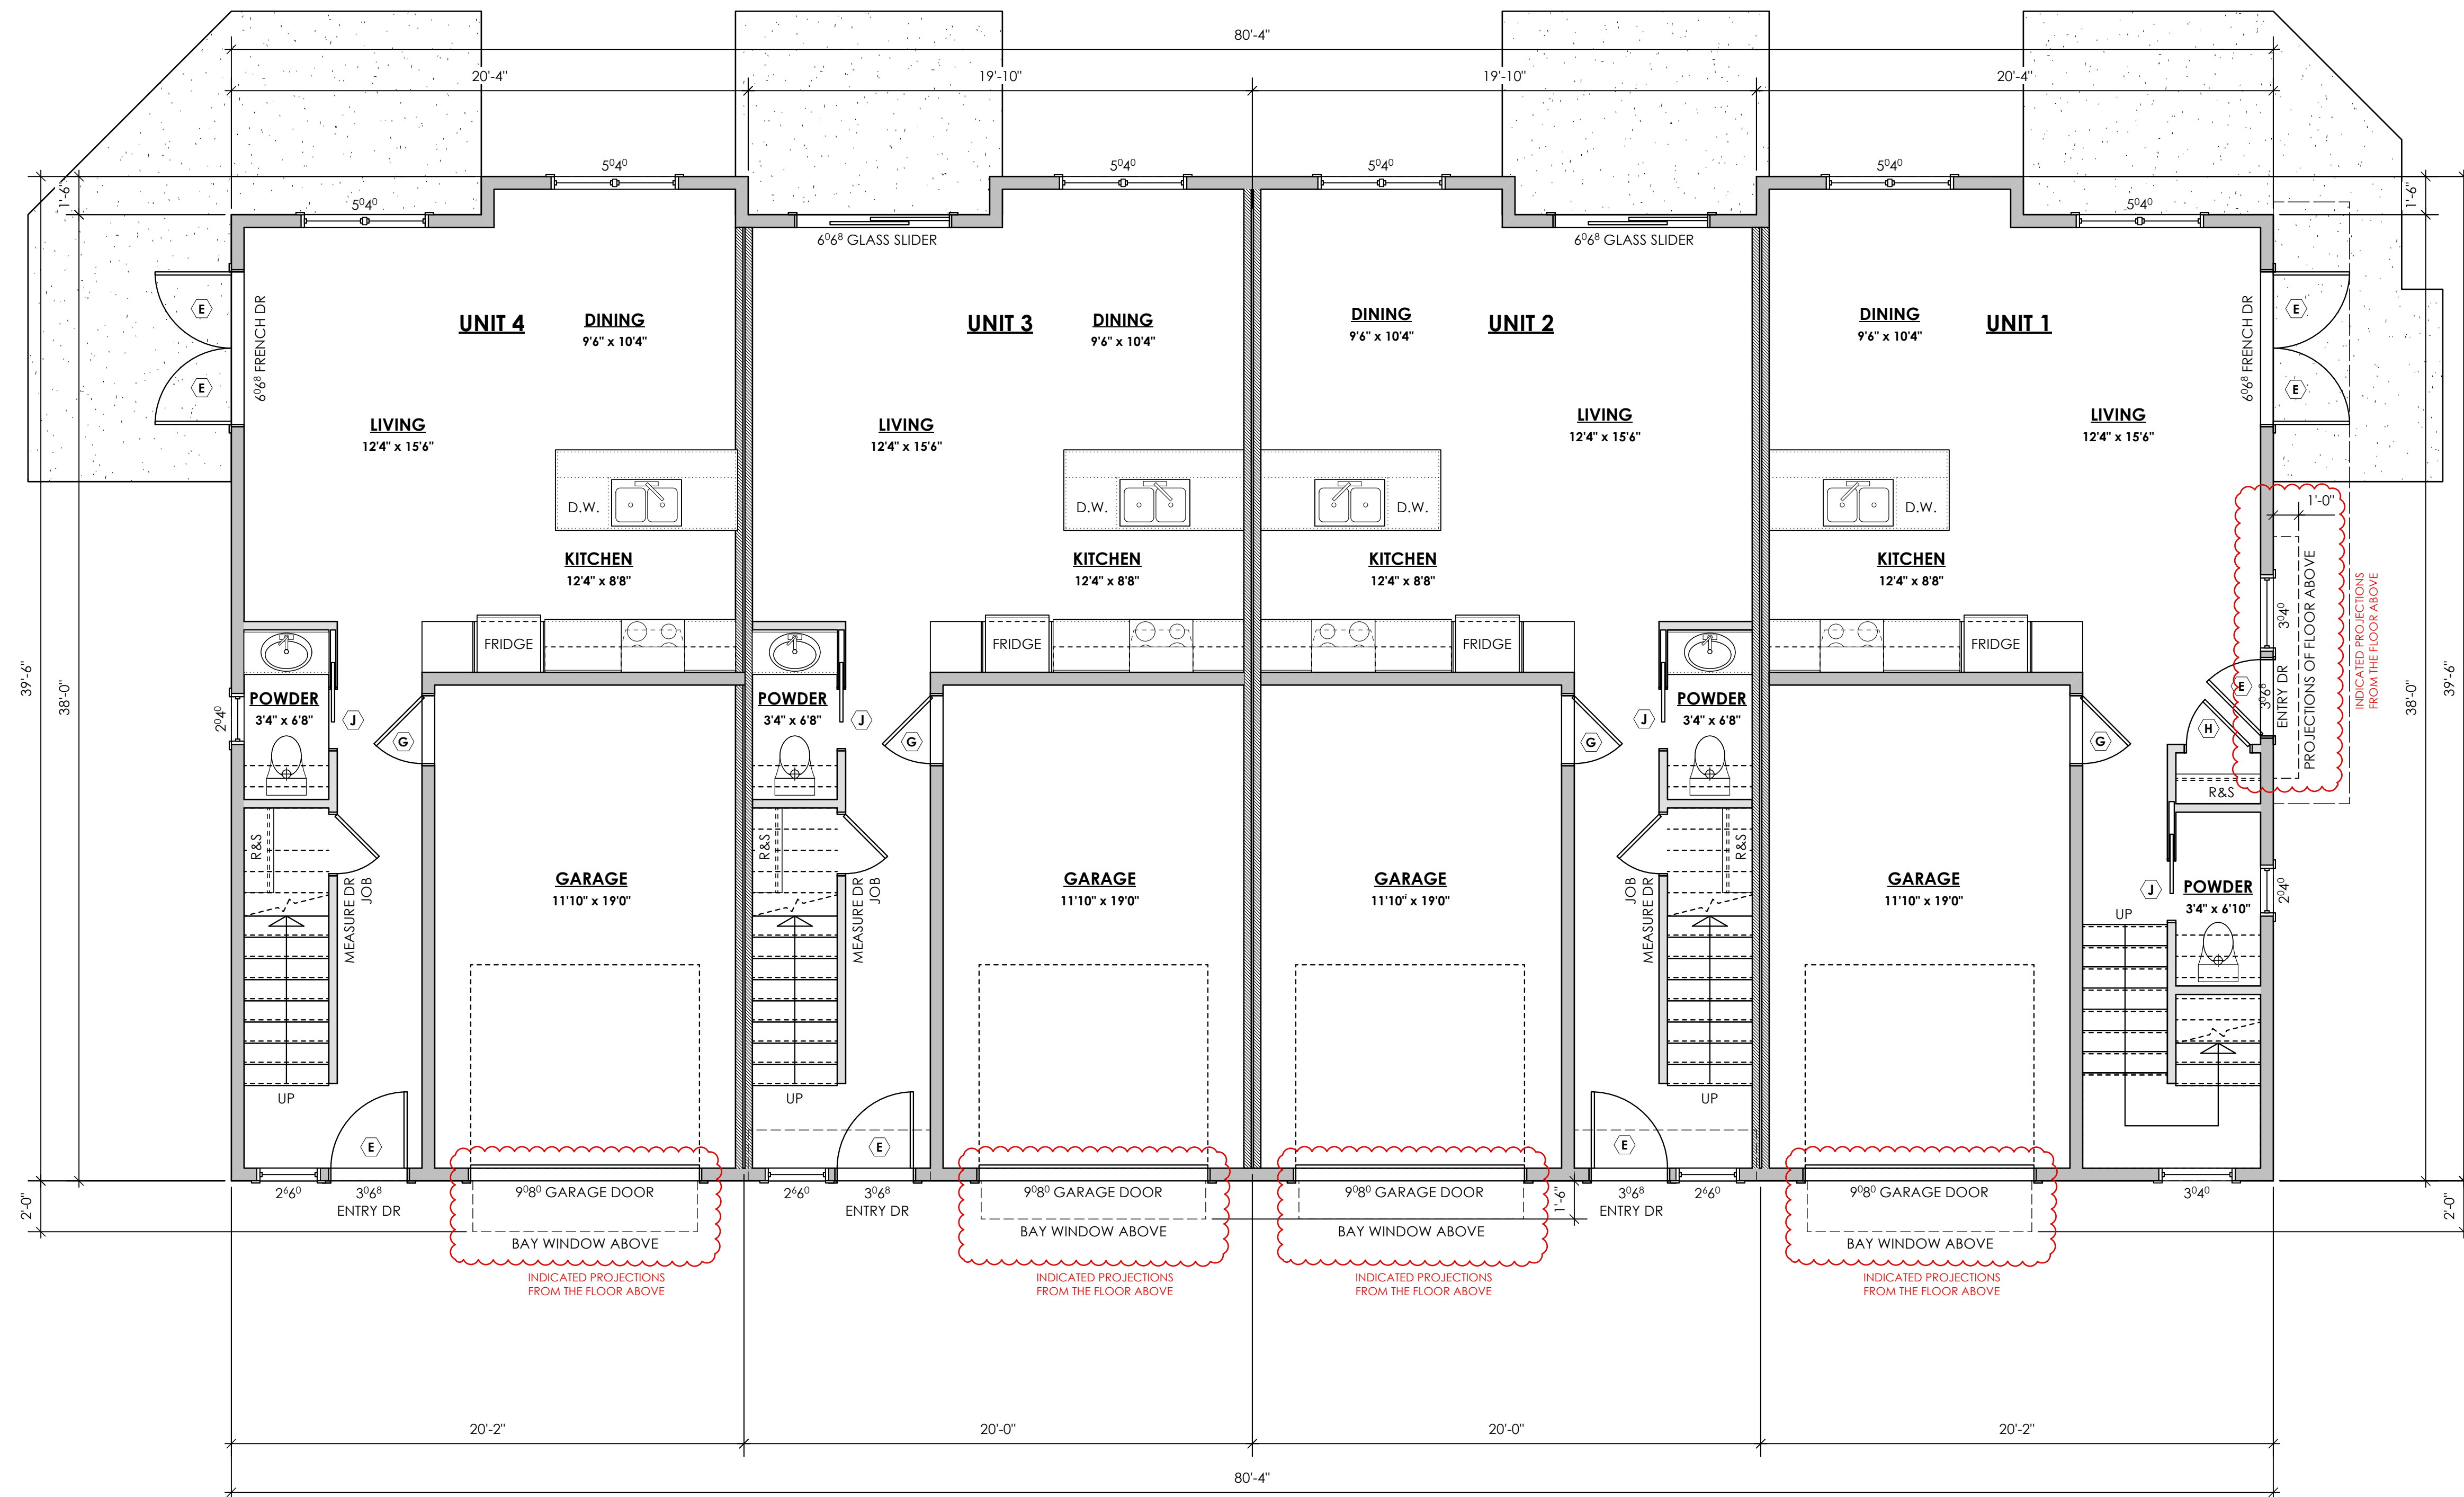 80'-4"
20'-4"
19'-10"
19'-10"
20'-4"
5⁰4⁰
5⁰4⁰
5⁰4⁰
5⁰4⁰
1'-6"
5⁰4⁰
5⁰4⁰
1'-6"
6⁰6⁸ GLASS SLIDER
6⁰6⁸ GLASS SLIDER
E
E
6⁰6⁸ FRENCH DR
UNIT 4
DINING
9'6" x 10'4"
UNIT 3
DINING
9'6" x 10'4"
DINING
9'6" x 10'4"
UNIT 2
DINING
9'6" x 10'4"
UNIT 1
6⁰6⁸ FRENCH DR
E
E
LIVING
12'4" x 15'6"
LIVING
12'4" x 15'6"
LIVING
12'4" x 15'6"
LIVING
12'4" x 15'6"
D.W.
D.W.
D.W.
D.W.
1'-0"
KITCHEN
12'4" x 8'8"
KITCHEN
12'4" x 8'8"
KITCHEN
12'4" x 8'8"
KITCHEN
12'4" x 8'8"
3⁰4⁰
PROJECTIONS OF FLOOR ABOVE
INDICATED PROJECTIONS
FROM THE FLOOR ABOVE
FRIDGE
FRIDGE
FRIDGE
FRIDGE
39'-6"
38'-0"
38'-0"
39'-6"
2⁰4⁰
POWDER
3'4" x 6'8"
J
G
POWDER
3'4" x 6'8"
J
G
G
J
POWDER
3'4" x 6'8"
G
H
E
3⁰6⁸
ENTRY DR
R&S
R&S
R&S
R&S
MEASURE DR
JOB
MEASURE DR
JOB
JOB
MEASURE DR
GARAGE
11'10" x 19'0"
GARAGE
11'10" x 19'0"
GARAGE
11'10" x 19'0"
GARAGE
11'10" x 19'0"
J
POWDER
3'4" x 6'10"
2⁰4⁰
UP
UP
UP
UP
E
E
E
2⁶6⁰
3⁰6⁸
ENTRY DR
9⁰8⁰ GARAGE DOOR
2⁶6⁰
3⁰6⁸
ENTRY DR
9⁰8⁰ GARAGE DOOR
9⁰8⁰ GARAGE DOOR
1'-6"
3⁰6⁸
ENTRY DR
2⁶6⁰
9⁰8⁰ GARAGE DOOR
3⁰4⁰
2'-0"
2'-0"
BAY WINDOW ABOVE
BAY WINDOW ABOVE
BAY WINDOW ABOVE
BAY WINDOW ABOVE
INDICATED PROJECTIONS
FROM THE FLOOR ABOVE
INDICATED PROJECTIONS
FROM THE FLOOR ABOVE
INDICATED PROJECTIONS
FROM THE FLOOR ABOVE
INDICATED PROJECTIONS
FROM THE FLOOR ABOVE
20'-2"
20'-0"
20'-0"
20'-2"
80'-4"